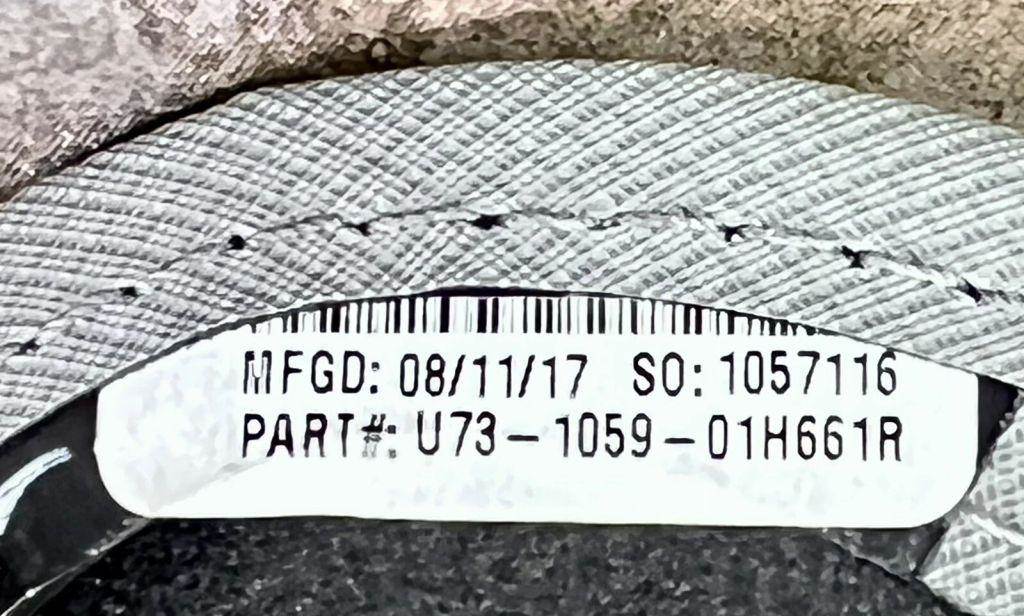 MFGD: 08/11/17 SO: 1057116
PART#: U73-1059-01H661R